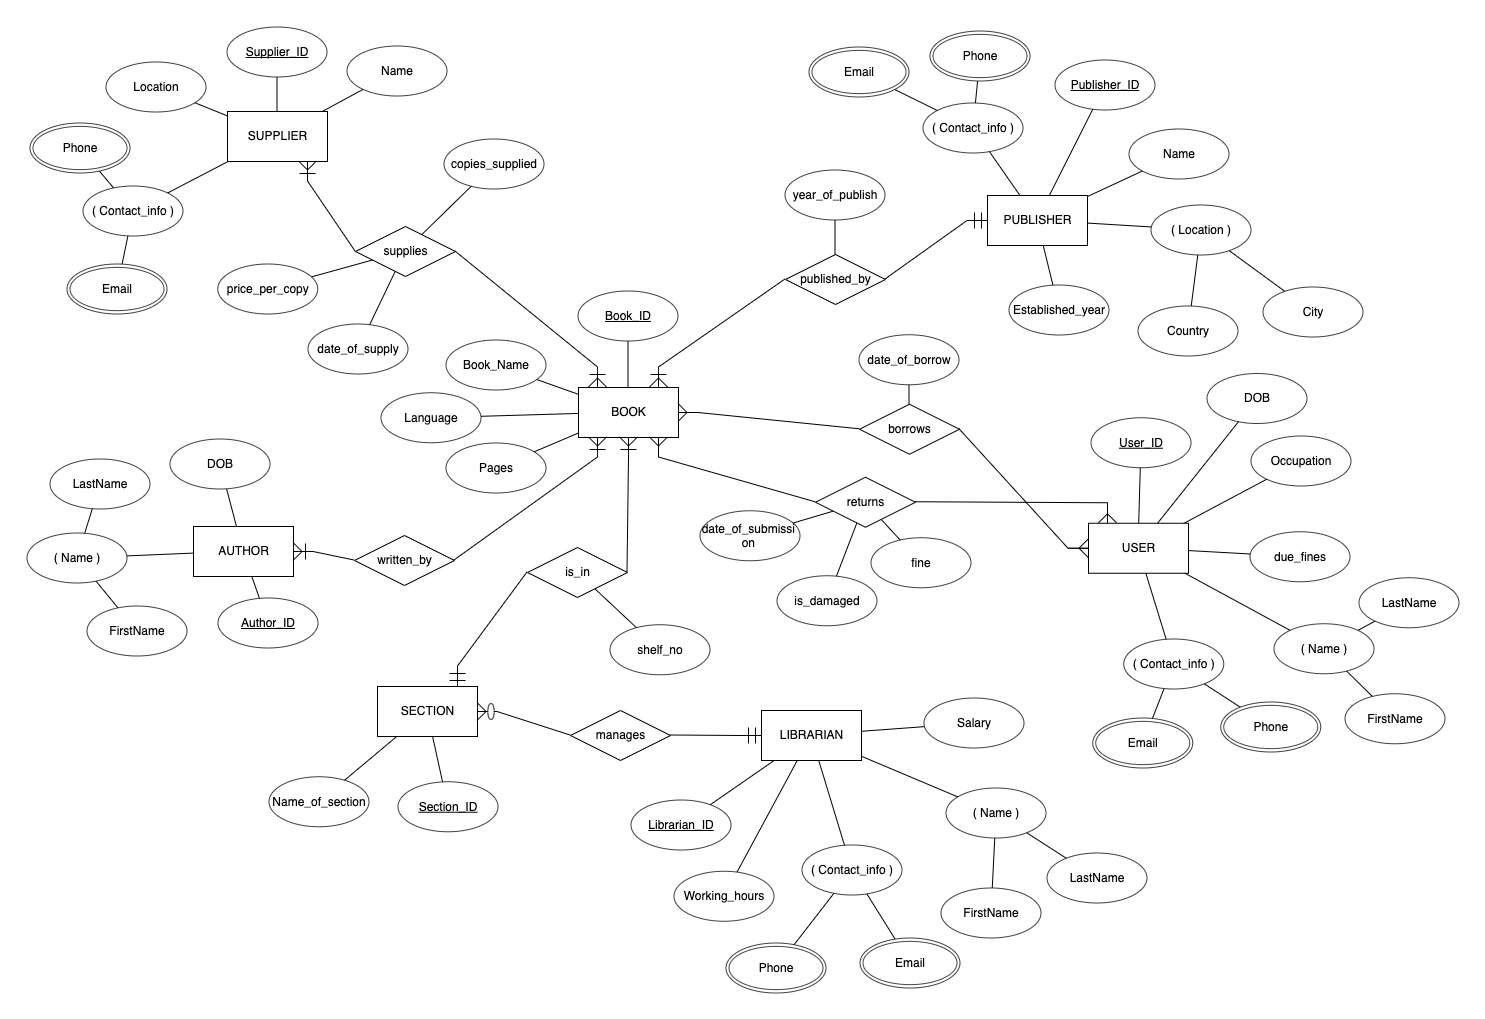 Supplier_ID
Name
Location
SUPPLIER
Phone
( Contact_info )
Email
copies_supplied
supplies
price_per_copy
date_of_supply
Email
Phone
Publisher_ID
( Contact_info )
Name
year_of_publish
PUBLISHER
( Location )
published_by
Established_year
Country
City
Book_ID
Book_Name
Language
BOOK
Pages
date_of_borrow
borrows
DOB
User_ID
Occupation
USER
due_fines
returns
date_of_submissi
on
is_damaged
fine
LastName
( Name )
FirstName
( Contact_info )
Email
Phone
DOB
LastName
AUTHOR
( Name )
FirstName
Author_ID
written_by
is_in
shelf_no
SECTION
Name_of_section
Section_ID
manages
LIBRARIAN
Salary
Librarian_ID
Working_hours
( Contact_info )
Phone
Email
( Name )
FirstName
LastName